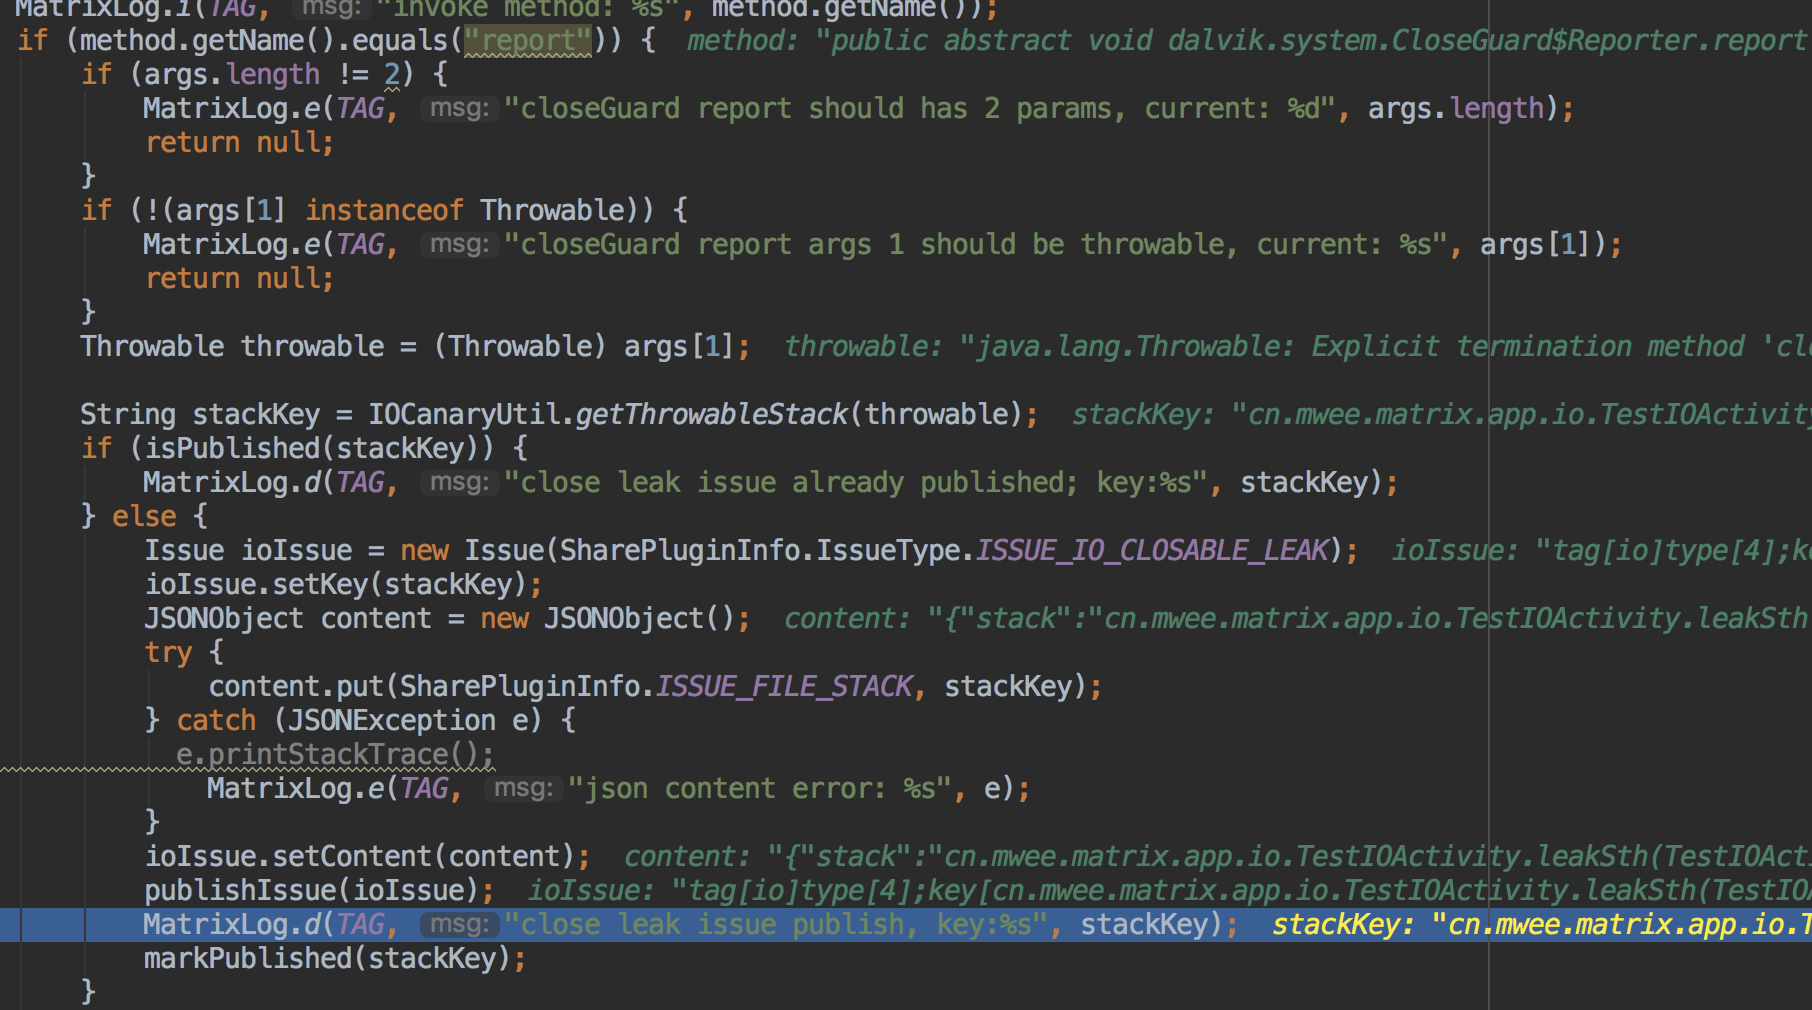 MatrixLog.i(TAG, msg: "invoke method: %s", method.getName());
if (method.getName().equals("report")) { method: "public abstract void dalvik.system.CloseGuard$Reporter.report
if (args.length != 2) {
MatrixLog.e(TAG, msg: "closeGuard report should has 2 params, current: %d", args.length);
return null;
}
if (!(args[1] instanceof Throwable)) {
MatrixLog.e(TAG, msg: "closeGuard report args 1 should be throwable, current: %s", args[1]);
return null;
}
Throwable throwable = (Throwable) args[1]; throwable: "java.lang.Throwable: Explicit termination method 'clo
String stackKey = IOCanaryUtil.getThrowableStack(throwable); stackKey: "cn.mwee.matrix.app.io.TestIOActivity
if (isPublished(stackKey)) {
MatrixLog.d(TAG, msg: "close leak issue already published; key:%s", stackKey);
} else {
Issue ioIssue = new Issue(SharePluginInfo.IssueType.ISSUE_IO_CLOSABLE_LEAK); ioIssue: "tag[io]type[4];ke
ioIssue.setKey(stackKey);
JSONObject content = new JSONObject(); content: "{"stack":"cn.mwee.matrix.app.io.TestIOActivity.leakSth
try {
content.put(SharePluginInfo.ISSUE_FILE_STACK, stackKey);
} catch (JSONException e) {
e.printStackTrace();
MatrixLog.e(TAG, msg: "json content error: %s", e);
}
ioIssue.setContent(content); content: "{"stack":"cn.mwee.matrix.app.io.TestIOActivity.leakSth(TestIOActi
publishIssue(ioIssue); ioIssue: "tag[io]type[4];key[cn.mwee.matrix.app.io.TestIOActivity.leakSth(TestIOA
MatrixLog.d(TAG, msg: "close leak issue publish, key:%s", stackKey); stackKey: "cn.mwee.matrix.app.io.T
markPublished(stackKey);
}